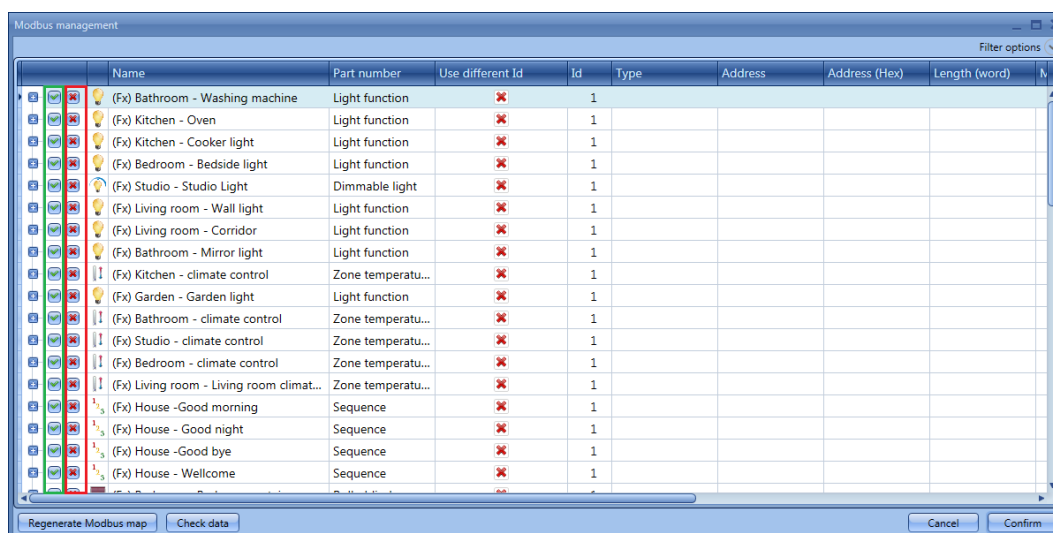 Modbus management
Filter options
Name Part number Use different Id Id Type Address Address (Hex) Length (word)
(Fx) Bathroom - Washing machine Light function 1
(Fx) Kitchen - Oven Light function 1
(Fx) Kitchen - Cooker light Light function 1
(Fx) Bedroom - Bedside light Light function 1
(Fx) Studio - Studio Light Dimmable light 1
(Fx) Living room - Wall light Light function 1
(Fx) Living room - Corridor Light function 1
(Fx) Bathroom - Mirror light Light function 1
(Fx) Kitchen - climate control Zone temperatu... 1
(Fx) Garden - Garden light Light function 1
(Fx) Bathroom - climate control Zone temperatu... 1
(Fx) Studio - climate control Zone temperatu... 1
(Fx) Bedroom - climate control Zone temperatu... 1
(Fx) Living room - Living room climat... Zone temperatu... 1
(Fx) House -Good morning Sequence 1
(Fx) House - Good night Sequence 1
(Fx) House -Good bye Sequence 1
(Fx) House - Wellcome Sequence 1
Regenerate Modbus map Check data Cancel Confirm